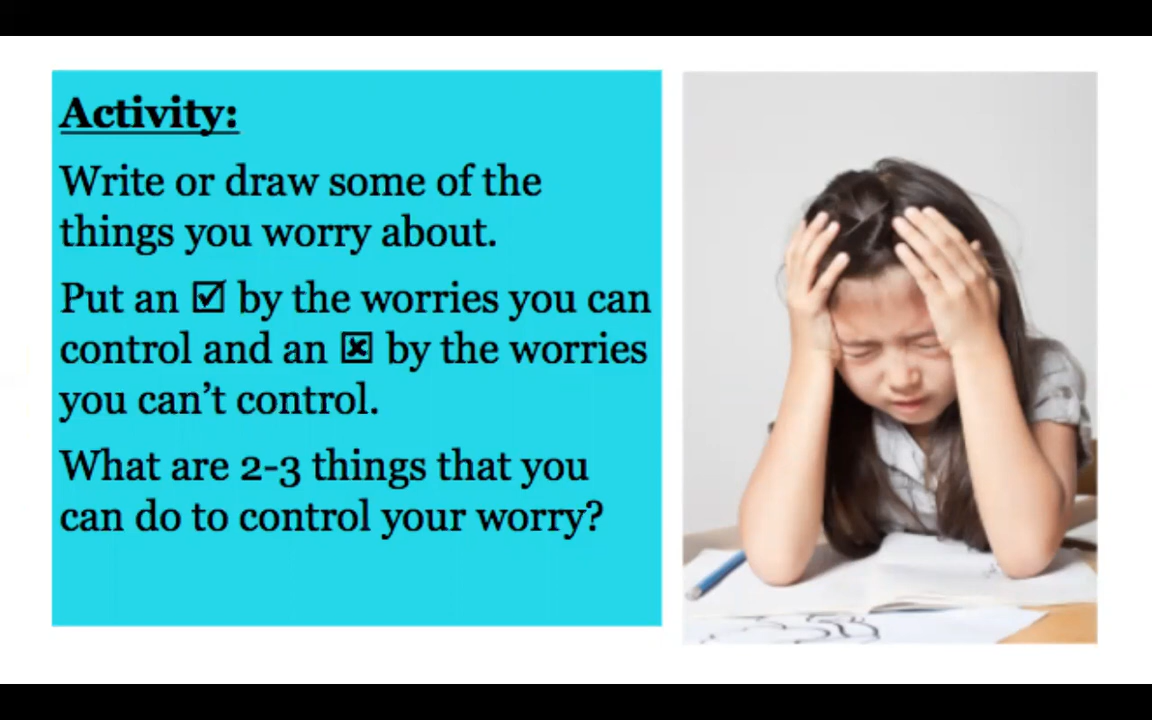 Activity:
Write or draw some of the
things you worry about.
Put an ☑ by the worries you can
control and an ☒ by the worries
you can’t control.
What are 2-3 things that you
can do to control your worry?